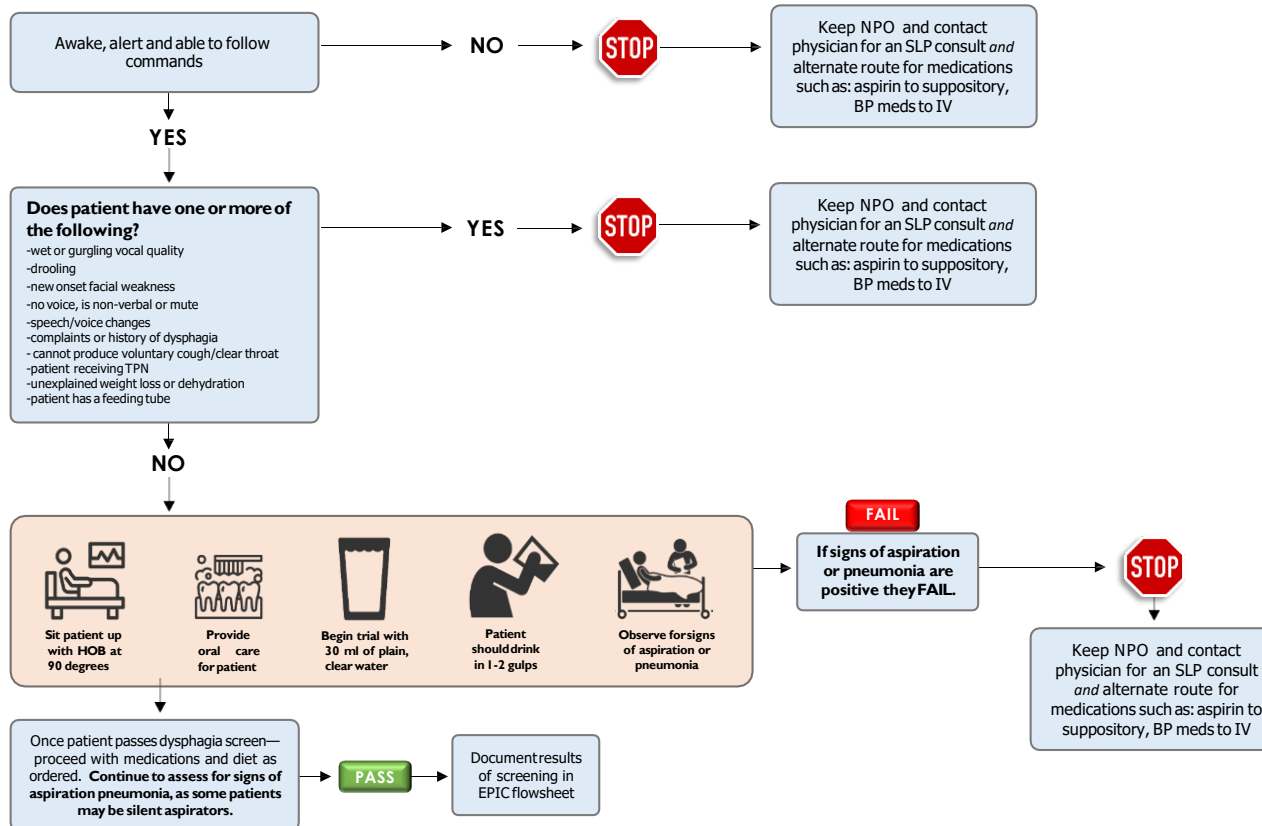 Awake, alert and able to follow
commands
NO
STOP
Keep NPO and contact
physician for an SLP consult and
alternate route for medications
such as: aspirin to suppository,
BP meds to IV
YES
Does patient have one or more of
the following?
-wet or gurgling vocal quality
-drooling
-new onset facial weakness
-no voice, is non-verbal or mute
-speech/voice changes
-complaints or history of dysphagia
- cannot produce voluntary cough/clear throat
-patient receiving TPN
-unexplained weight loss or dehydration
-patient has a feeding tube
YES
STOP
Keep NPO and contact
physician for an SLP consult and
alternate route for medications
such as: aspirin to suppository,
BP meds to IV
NO
Sit patient up
with HOB at
90 degrees
Provide
oral care
for patient
Begin trial with
30 ml of plain,
clear water
Patient
should drink
in 1-2 gulps
Observe for signs
of aspiration or
pneumonia
FAIL
If signs of aspiration
or pneumonia are
positive they FAIL.
STOP
Keep NPO and contact
physician for an SLP consult
and alternate route for
medications such as: aspirin to
suppository, BP meds to IV
Once patient passes dysphagia screen—
proceed with medications and diet as
ordered. Continue to assess for signs of
aspiration pneumonia, as some patients
may be silent aspirators.
PASS
Document results
of screening in
EPIC flowsheet